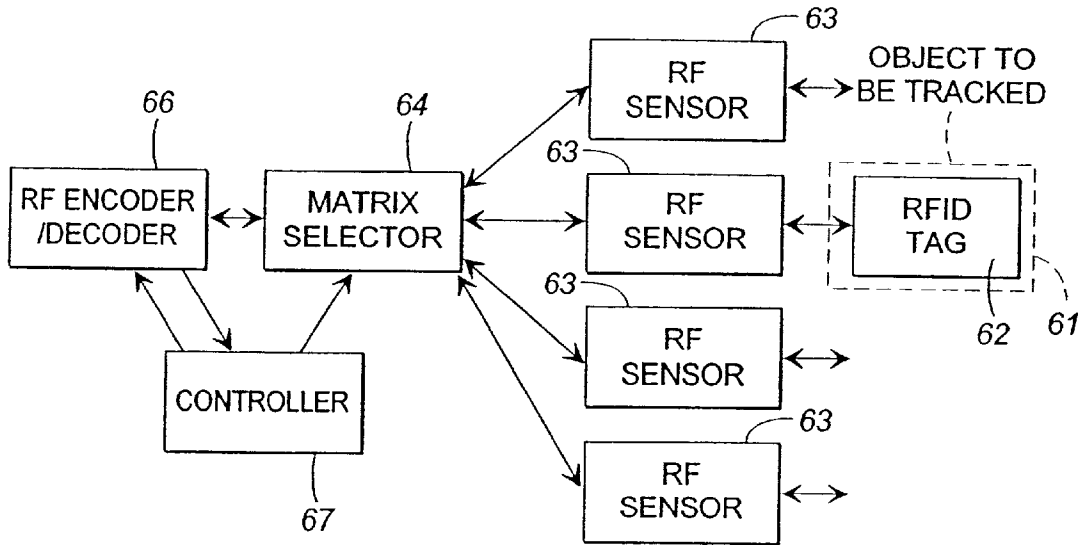 63
RF
SENSOR
OBJECT TO
BE TRACKED
66
RF ENCODER
/DECODER
64
MATRIX
SELECTOR
63
RF
SENSOR
RFID
TAG
62
61
63
RF
SENSOR
CONTROLLER
67
63
RF
SENSOR